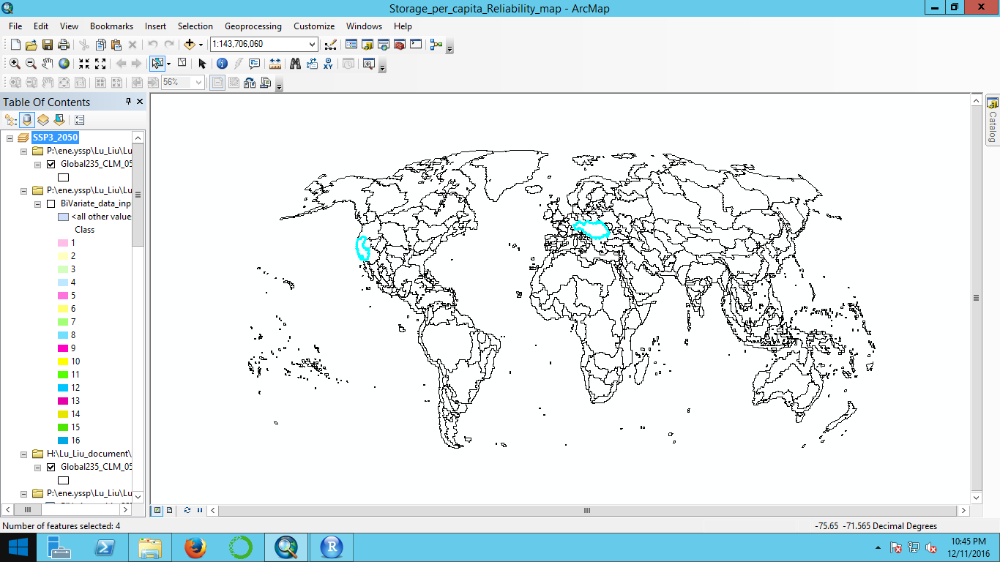 Storage_per_capita_Reliability_map - ArcMap
File Edit View Bookmarks Insert Selection Geoprocessing Customize Windows Help
1:143,706,060
XY
1:1
56%
Table Of Contents
SSP3_2050
P:\ene.yssp\Lu_Liu\Lu
Global235_CLM_05
P:\ene.yssp\Lu_Liu\Lu
BiVariate_data_inp
<all other value
Class
1
2
3
4
5
6
7
8
9
10
11
12
13
14
15
16
H:\Lu_Liu_document\
Global235_CLM_05
P:\ene.yssp\Lu_Liu\Lu
Catalog
Number of features selected: 4
-75.65 -71.565 Decimal Degrees
R
10:45 PM
12/11/2016